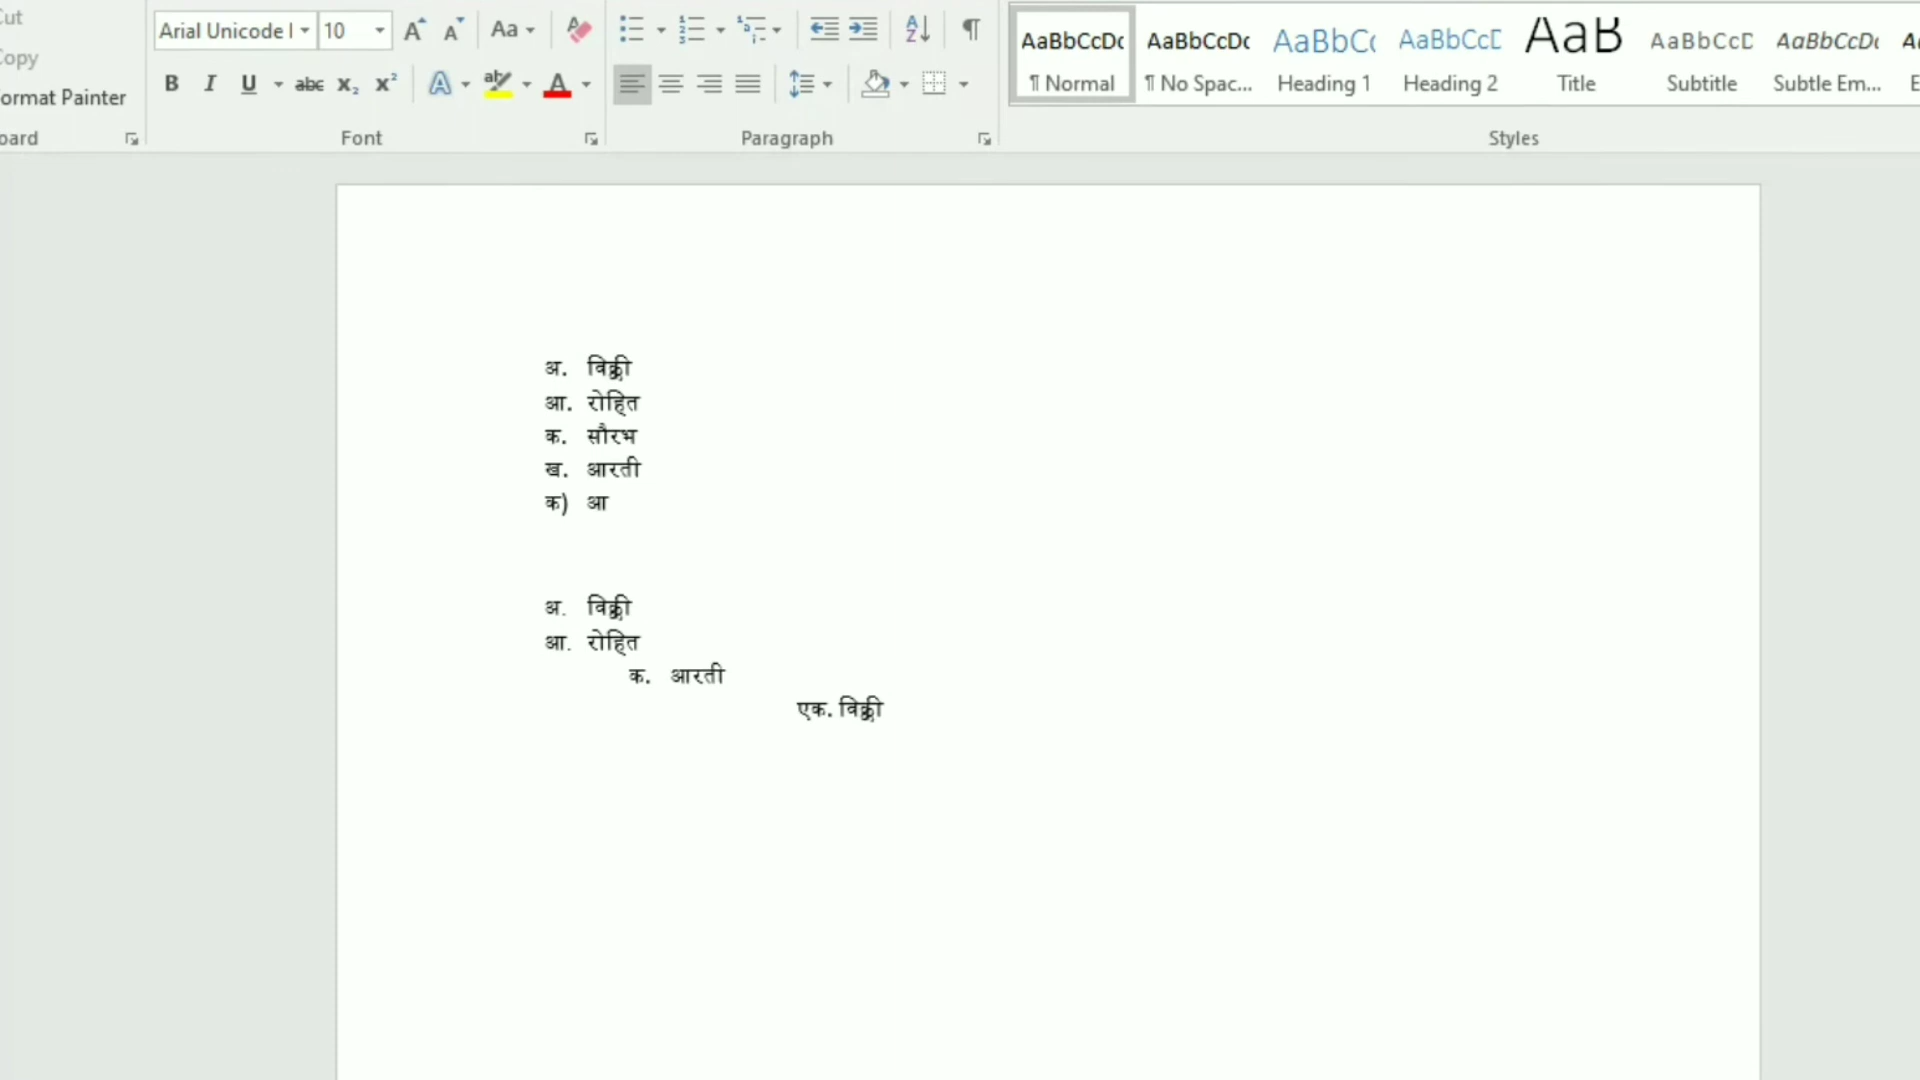 Cut
Arial Unicode 10 Aa
Copy
Format Painter B I U abc x₂ x² A ab A
Font Paragraph Styles
AaBbCcDc AaBbCcDc AaBbCc AaBbCcD AaB AaBbCcD AaBbCcDc
¶ Normal ¶ No Spac... Heading 1 Heading 2 Title Subtitle Subtle Em...
अ. विक्की
आ. रोहित
क. सौरभ
ख. आरती
क) आ
अ. विक्की
आ. रोहित
क. आरती
एक. विक्की